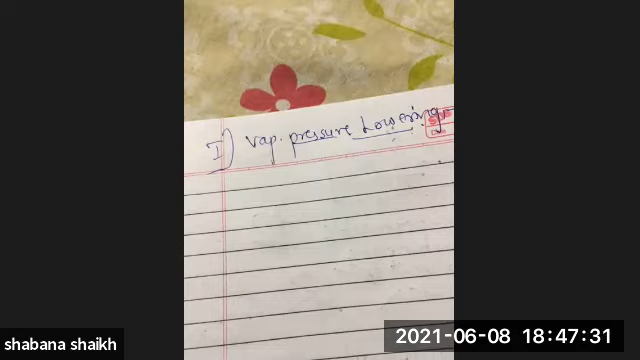 I) Vap. pressure Lowering
shabana shaikh
2021-06-08 18:47:31